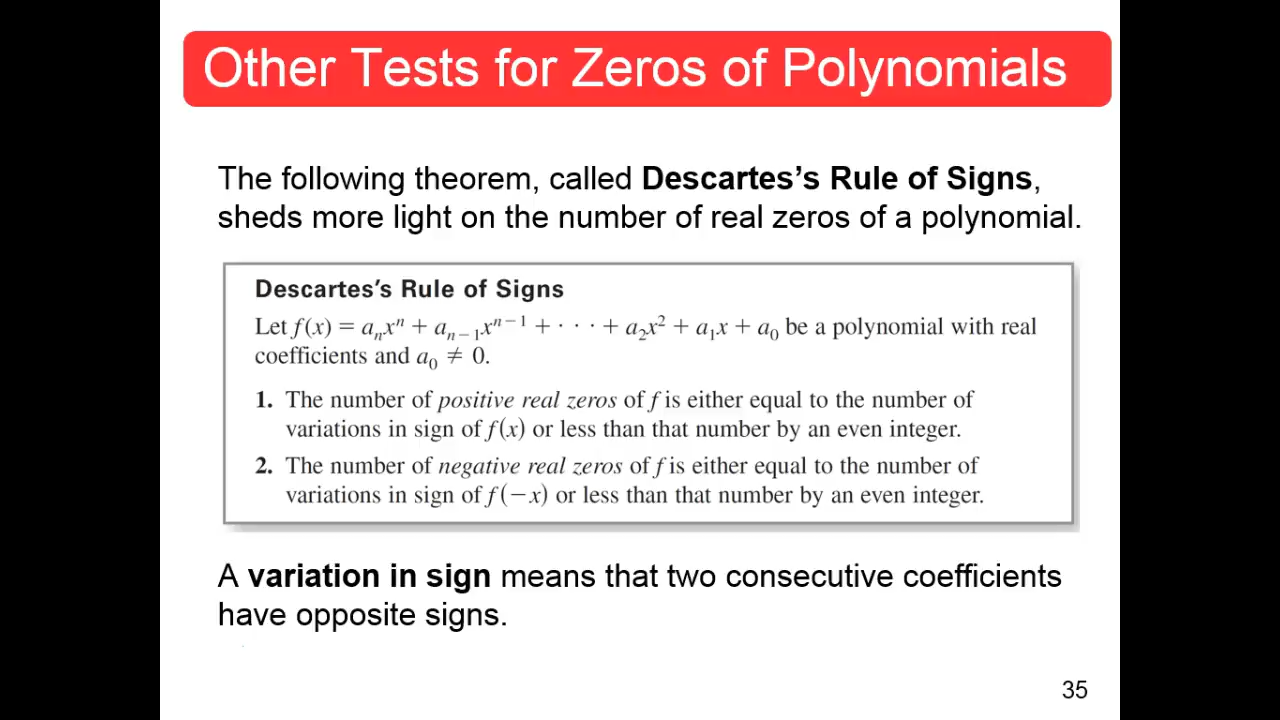 Other Tests for Zeros of Polynomials
The following theorem, called Descartes’s Rule of Signs,
sheds more light on the number of real zeros of a polynomial.
Descartes’s Rule of Signs
Let f(x) = aₙxⁿ + aₙ₋₁xⁿ⁻¹ + · · · + a₂x² + a₁x + a₀ be a polynomial with real
coefficients and a₀ ≠ 0.
1. The number of positive real zeros of f is either equal to the number of
variations in sign of f(x) or less than that number by an even integer.
2. The number of negative real zeros of f is either equal to the number of
variations in sign of f(−x) or less than that number by an even integer.
A variation in sign means that two consecutive coefficients
have opposite signs.
35